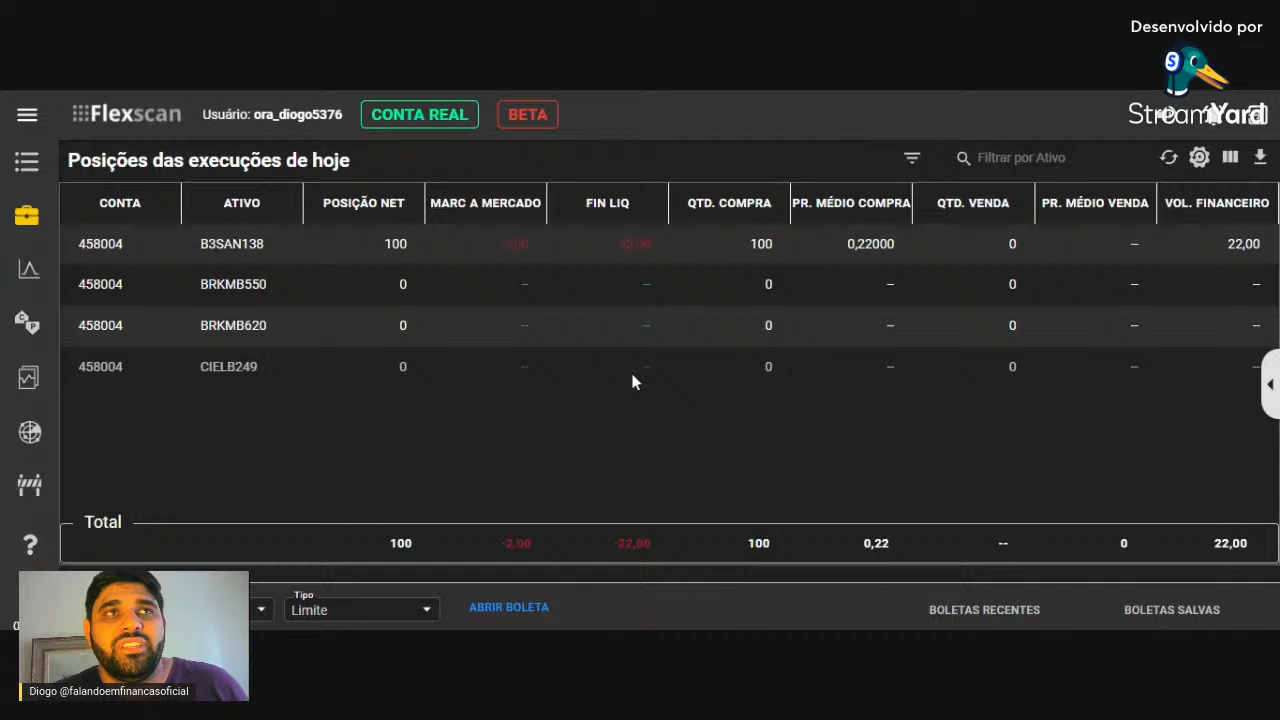 Desenvolvido por
StreamYard
Flexscan Usuário: ora_diogo5376 CONTA REAL BETA
Posições das execuções de hoje Filtrar por Ativo
CONTA ATIVO POSIÇÃO NET MARC A MERCADO FIN LIQ QTD. COMPRA PR. MÉDIO COMPRA QTD. VENDA PR. MÉDIO VENDA VOL. FINANCEIRO
458004 B3SAN138 100 -2,00 -22,00 100 0,22000 0 -- 22,00
458004 BRKMB550 0 -- -- 0 -- 0 -- --
458004 BRKMB620 0 -- -- 0 -- 0 -- --
458004 CIELB249 0 -- -- 0 -- 0 -- --
Total
100 -2,00 -22,00 100 0,22 -- 0 22,00
Tipo
Limite ABRIR BOLETA BOLETAS RECENTES BOLETAS SALVAS
Diogo @falandoemfinancasoficial